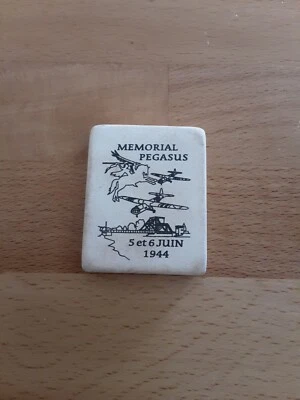 MEMORIAL
PEGASUS
5 et 6 JUIN
1944